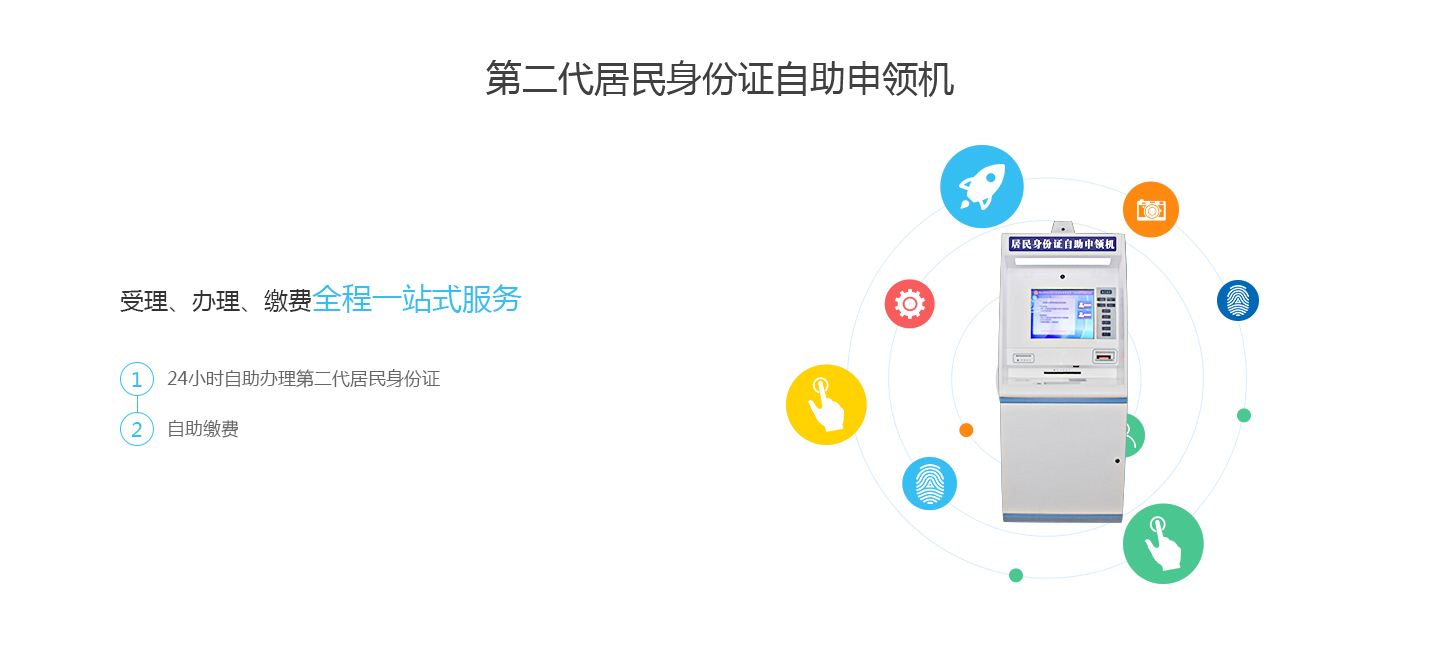 第二代居民身份证自助申领机
居民身份证自助申领机
受理、办理、缴费全程一站式服务
1 24小时自助办理第二代居民身份证
2 自助缴费